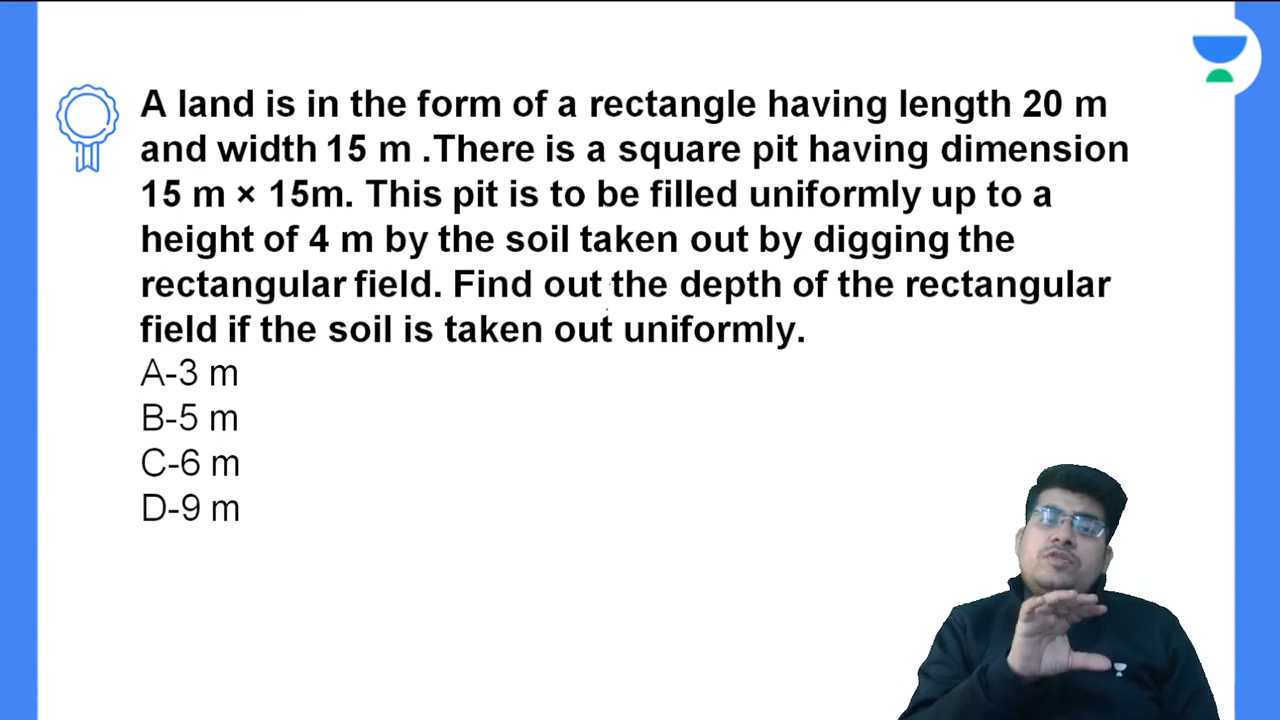 A land is in the form of a rectangle having length 20 m
and width 15 m .There is a square pit having dimension
15 m × 15m. This pit is to be filled uniformly up to a
height of 4 m by the soil taken out by digging the
rectangular field. Find out the depth of the rectangular
field if the soil is taken out uniformly.
A-3 m
B-5 m
C-6 m
D-9 m